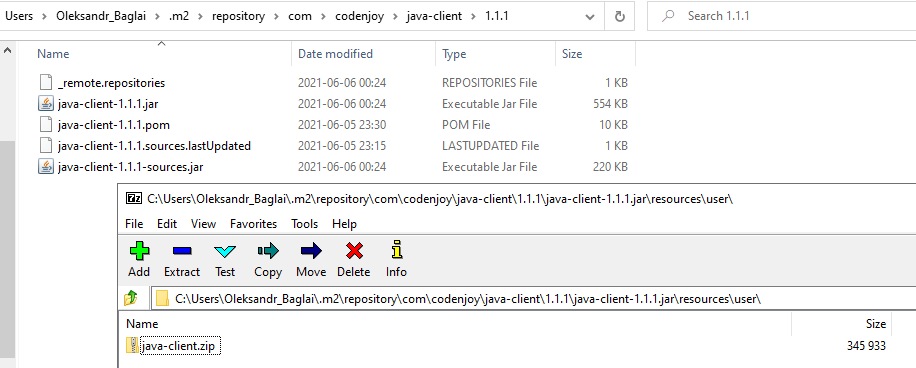 Users > Oleksandr_Baglai > .m2 > repository > com > codenjoy > java-client > 1.1.1 Search 1.1.1
Name Date modified Type Size
_remote.repositories 2021-06-06 00:24 REPOSITORIES File 1 KB
java-client-1.1.1.jar 2021-06-06 00:24 Executable Jar File 554 KB
java-client-1.1.1.pom 2021-06-05 23:30 POM File 10 KB
java-client-1.1.1.sources.lastUpdated 2021-06-05 23:15 LASTUPDATED File 1 KB
java-client-1.1.1-sources.jar 2021-06-06 00:24 Executable Jar File 220 KB
7z C:\Users\Oleksandr_Baglai\.m2\repository\com\codenjoy\java-client\1.1.1\java-client-1.1.1.jar\resources\user\
File Edit View Favorites Tools Help
Add Extract Test Copy Move Delete Info
C:\Users\Oleksandr_Baglai\.m2\repository\com\codenjoy\java-client\1.1.1\java-client-1.1.1.jar\resources\user\
Name Size
java-client.zip 345 933